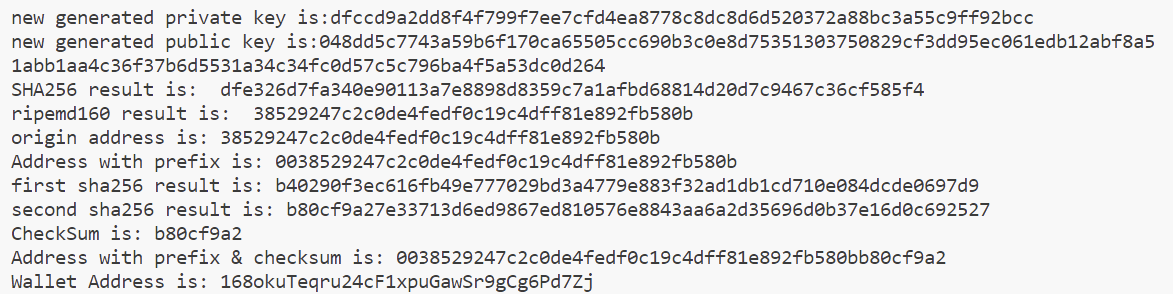 new generated private key is:dfccd9a2dd8f4f799f7ee7cfd4ea8778c8dc8d6d520372a88bc3a55c9ff92bcc
new generated public key is:048dd5c7743a59b6f170ca65505cc690b3c0e8d75351303750829cf3dd95ec061edb12abf8a5
1abb1aa4c36f37b6d5531a34c34fc0d57c5c796ba4f5a53dc0d264
SHA256 result is:  dfe326d7fa340e90113a7e8898d8359c7a1afbd68814d20d7c9467c36cf585f4
ripemd160 result is:  38529247c2c0de4fedf0c19c4dff81e892fb580b
origin address is: 38529247c2c0de4fedf0c19c4dff81e892fb580b
Address with prefix is: 0038529247c2c0de4fedf0c19c4dff81e892fb580b
first sha256 result is: b40290f3ec616fb49e777029bd3a4779e883f32ad1db1cd710e084dcde0697d9
second sha256 result is: b80cf9a27e33713d6ed9867ed810576e8843aa6a2d35696d0b37e16d0c692527
CheckSum is: b80cf9a2
Address with prefix & checksum is: 0038529247c2c0de4fedf0c19c4dff81e892fb580bb80cf9a2
Wallet Address is: 168okuTeqru24cF1xpuGawSr9gCg6Pd7Zj